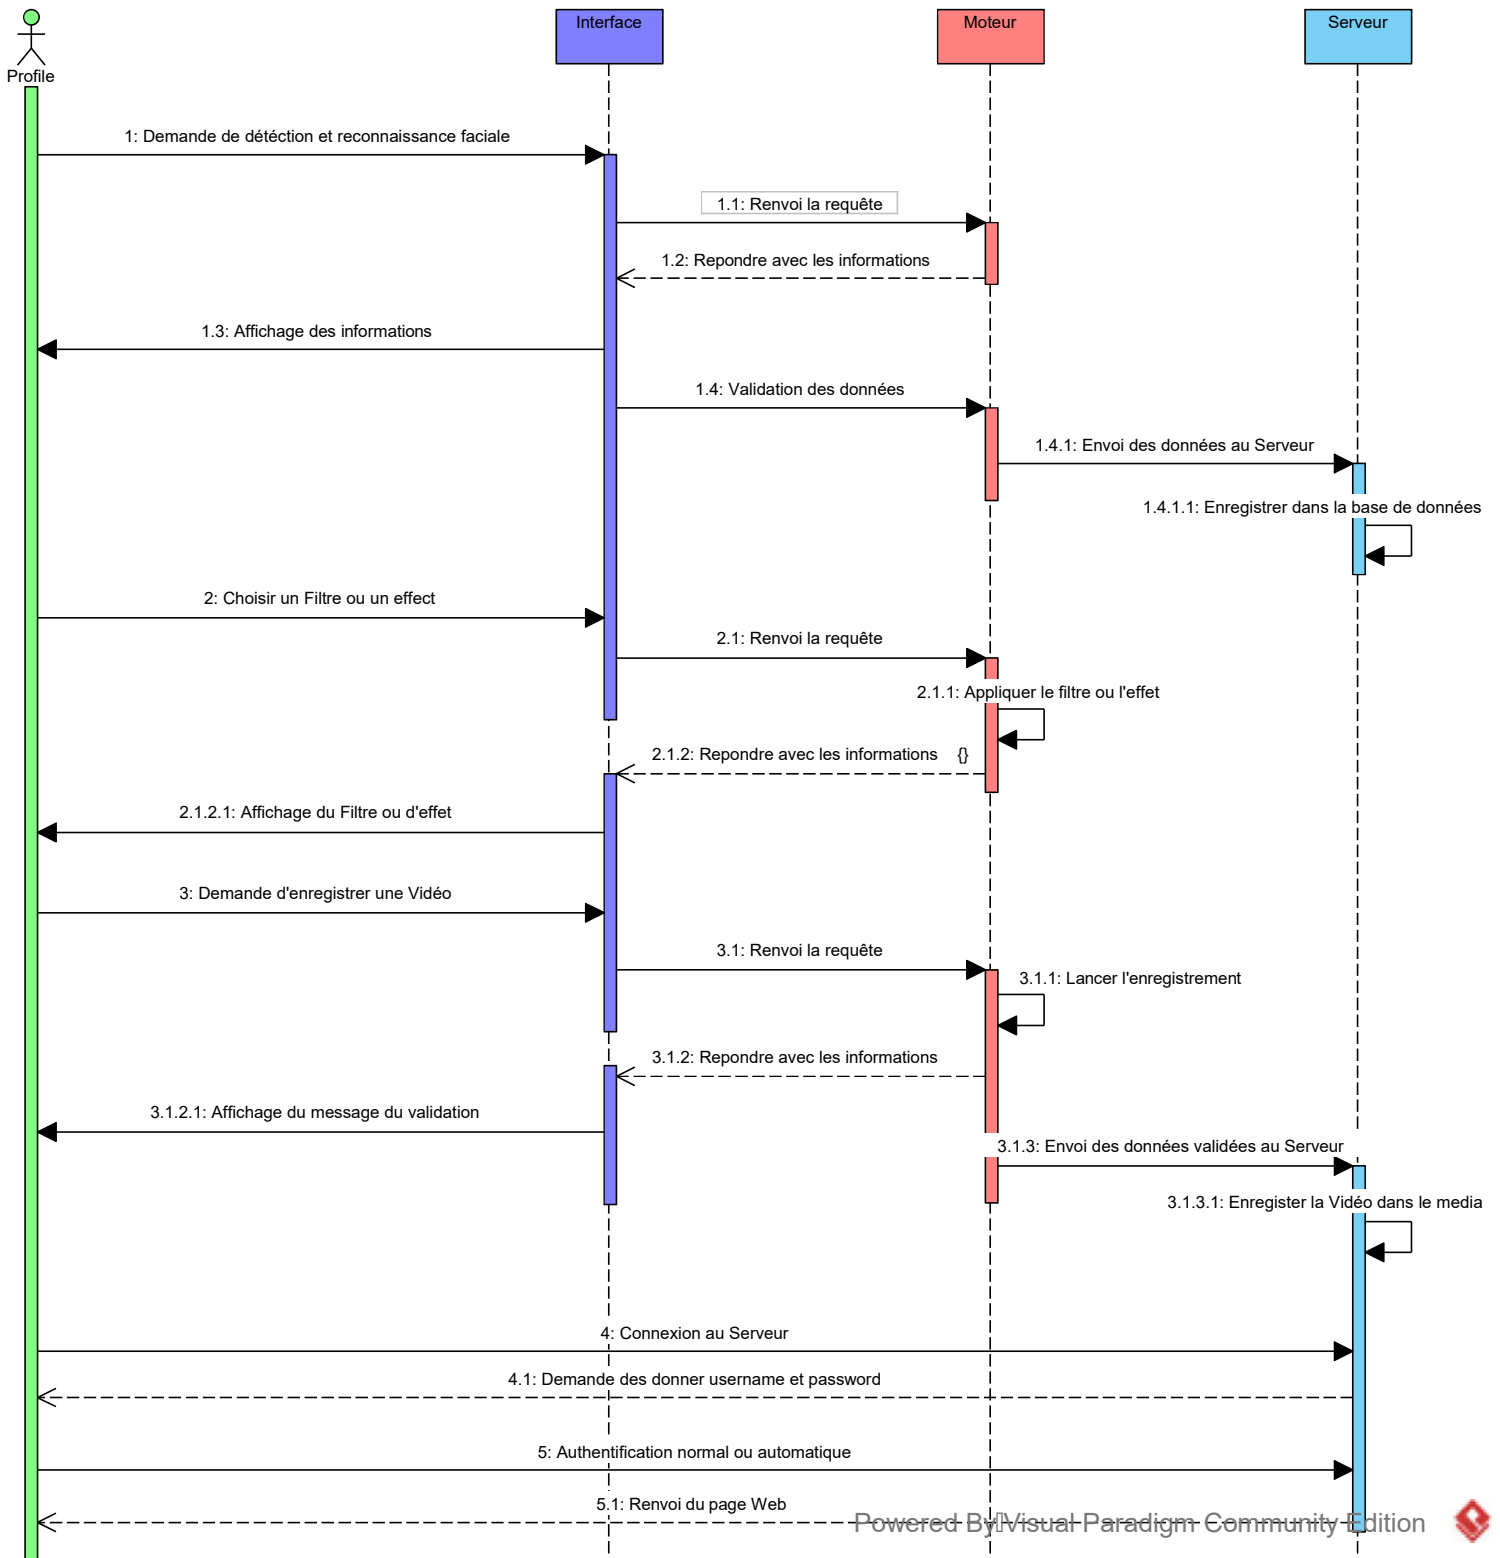 Profile
Interface
Moteur
Serveur
1: Demande de détéction et reconnaissance faciale
1.1: Renvoi la requête
1.2: Repondre avec les informations
1.3: Affichage des informations
1.4: Validation des données
1.4.1: Envoi des données au Serveur
1.4.1.1: Enregistrer dans la base de données
2: Choisir un Filtre ou un effect
2.1: Renvoi la requête
2.1.1: Appliquer le filtre ou l'effet
2.1.2: Repondre avec les informations {}
2.1.2.1: Affichage du Filtre ou d'effet
3: Demande d'enregistrer une Vidéo
3.1: Renvoi la requête
3.1.1: Lancer l'enregistrement
3.1.2: Repondre avec les informations
3.1.2.1: Affichage du message du validation
3.1.3: Envoi des données validées au Serveur
3.1.3.1: Enregister la Vidéo dans le media
4: Connexion au Serveur
4.1: Demande des donner username et password
5: Authentification normal ou automatique
5.1: Renvoi du page Web
Powered By Visual Paradigm Community Edition